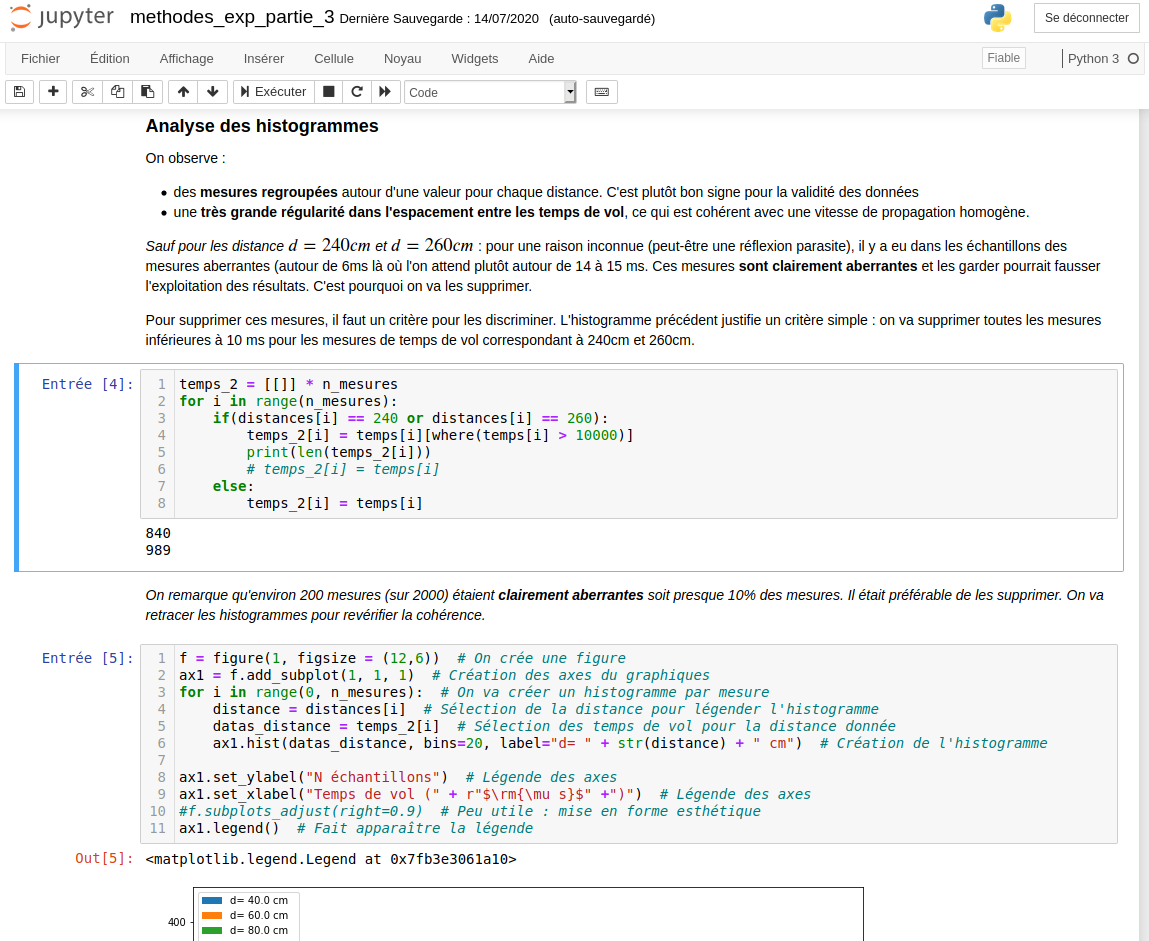 jupyter methodes_exp_partie_3 Dernière Sauvegarde : 14/07/2020 (auto-sauvegardé) Se déconnecter
Fichier Édition Affichage Insérer Cellule Noyau Widgets Aide Fiable Python 3
Exécuter Code
Analyse des histogrammes
On observe :
• des mesures regroupées autour d'une valeur pour chaque distance. C'est plutôt bon signe pour la validité des données
• une très grande régularité dans l'espacement entre les temps de vol, ce qui est cohérent avec une vitesse de propagation homogène.
Sauf pour les distance d = 240cm et d = 260cm : pour une raison inconnue (peut-être une réflexion parasite), il y a eu dans les échantillons des
mesures aberrantes (autour de 6ms là où l'on attend plutôt autour de 14 à 15 ms. Ces mesures sont clairement aberrantes et les garder pourrait fausser
l'exploitation des résultats. C'est pourquoi on va les supprimer.
Pour supprimer ces mesures, il faut un critère pour les discriminer. L'histogramme précédent justifie un critère simple : on va supprimer toutes les mesures
inférieures à 10 ms pour les mesures de temps de vol correspondant à 240cm et 260cm.
Entrée [4]: 1 temps_2 = [[]] * n_mesures
2 for i in range(n_mesures):
3     if(distances[i] == 240 or distances[i] == 260):
4         temps_2[i] = temps[i][where(temps[i] > 10000)]
5         print(len(temps_2[i]))
6         # temps_2[i] = temps[i]
7     else:
8         temps_2[i] = temps[i]
840
989
On remarque qu'environ 200 mesures (sur 2000) étaient clairement aberrantes soit presque 10% des mesures. Il était préférable de les supprimer. On va
retracer les histogrammes pour revérifier la cohérence.
Entrée [5]: 1 f = figure(1, figsize = (12,6))  # On crée une figure
2 ax1 = f.add_subplot(1, 1, 1)  # Création des axes du graphiques
3 for i in range(0, n_mesures):  # On va créer un histogramme par mesure
4     distance = distances[i]  # Sélection de la distance pour légender l'histogramme
5     datas_distance = temps_2[i]  # Sélection des temps de vol pour la distance donnée
6     ax1.hist(datas_distance, bins=20, label="d= " + str(distance) + " cm")  # Création de l'histogramme
7
8 ax1.set_ylabel("N échantillons")  # Légende des axes
9 ax1.set_xlabel("Temps de vol (" + r"$\rm{\mu s}$" +")")  # Légende des axes
10 #f.subplots_adjust(right=0.9)  # Peu utile : mise en forme esthétique
11 ax1.legend()  # Fait apparaître la légende
Out[5]: <matplotlib.legend.Legend at 0x7fb3e3061a10>
d= 40.0 cm
d= 60.0 cm
400
d= 80.0 cm